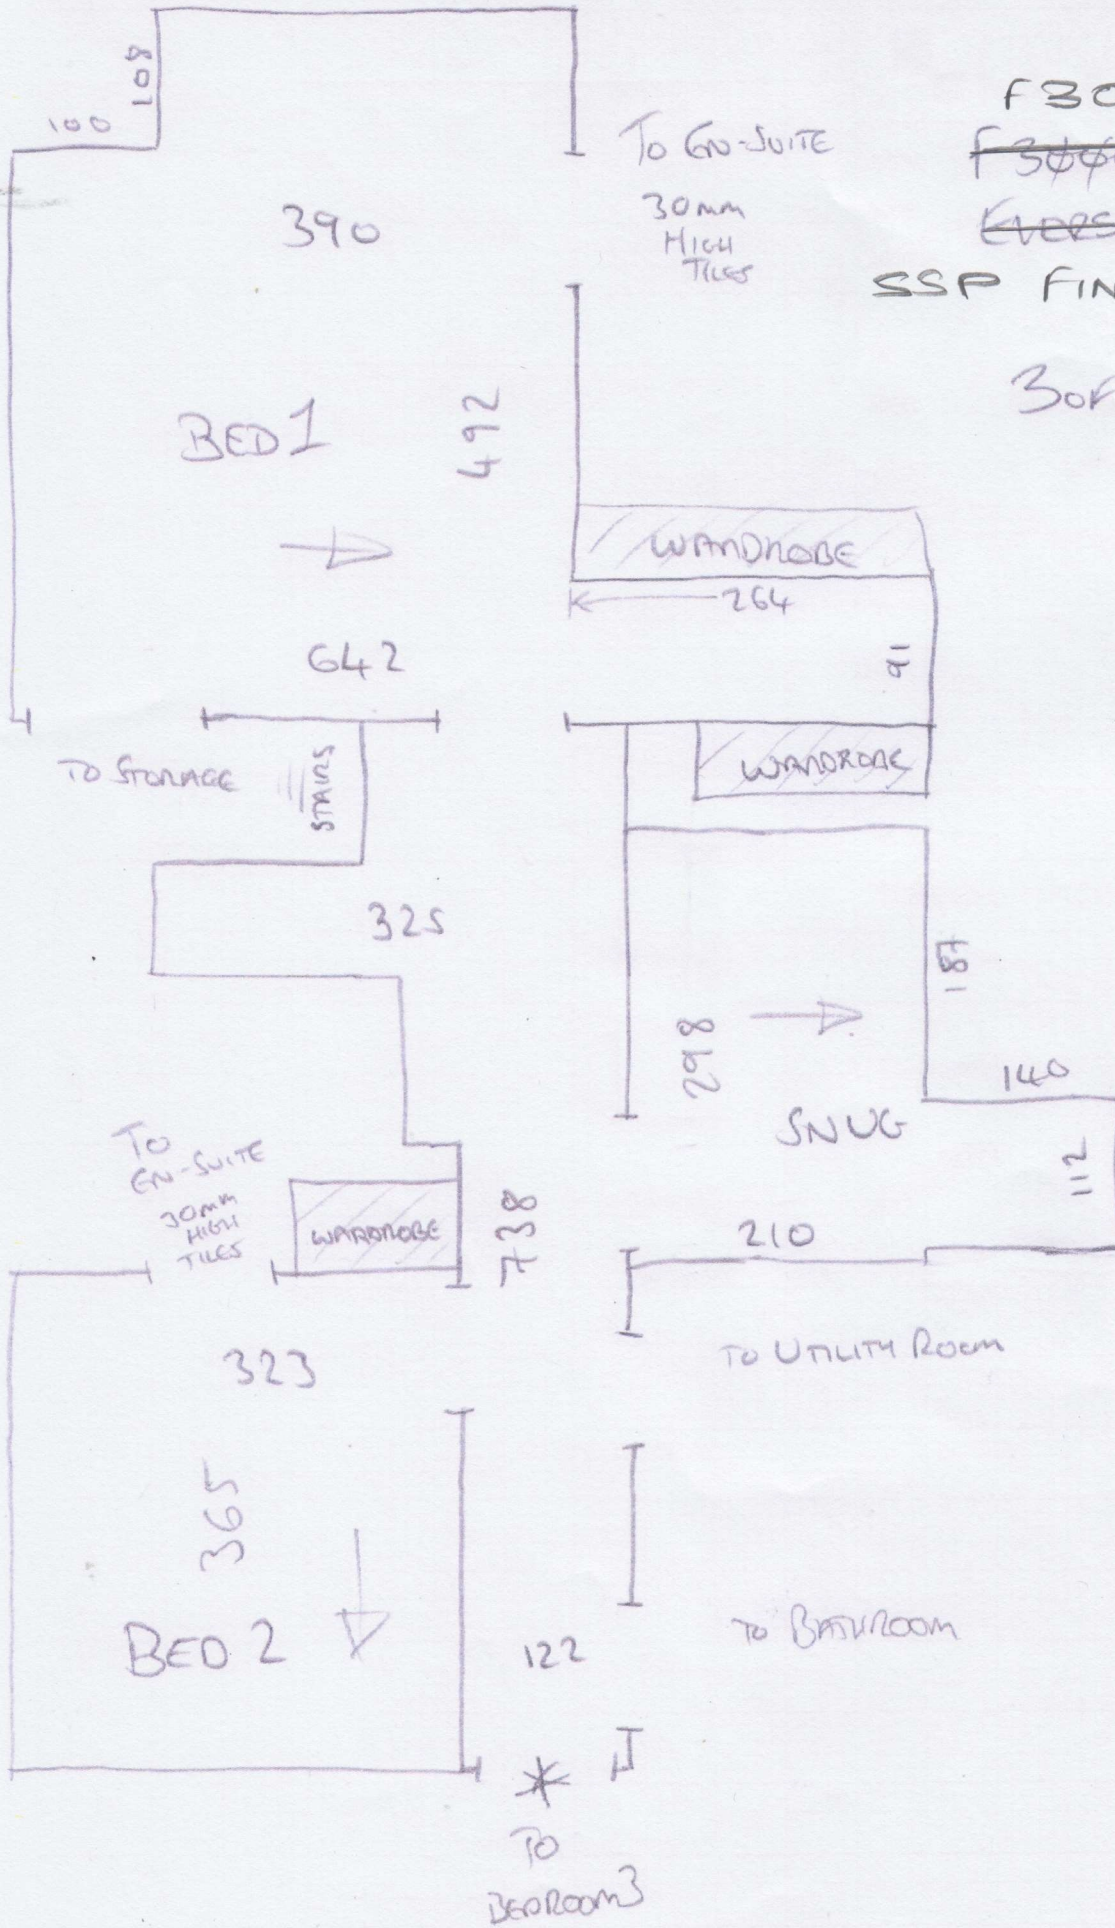 108
100
F30
To EN-SUITE
30mm
HIGH
TILES
390
SSP FIN
3 OF
BED 1
492
WARDROBE
264
642
91
TO STORAGE
STAIRS
WARDROBE
325
187
298
140
SNUG
112
To
EN-SUITE
30mm
HIGH
TILES
WARDROBE
738
210
323
TO UTILITY ROOM
365
BED 2
122
TO BATHROOM
*
TO
BEDROOM3